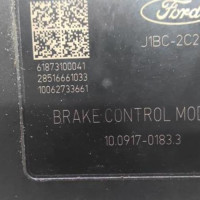 Ford
J1BC-2C2
61873100041
28516661033
10062733661
BRAKE CONTROL MOD
10.0917-0183.3